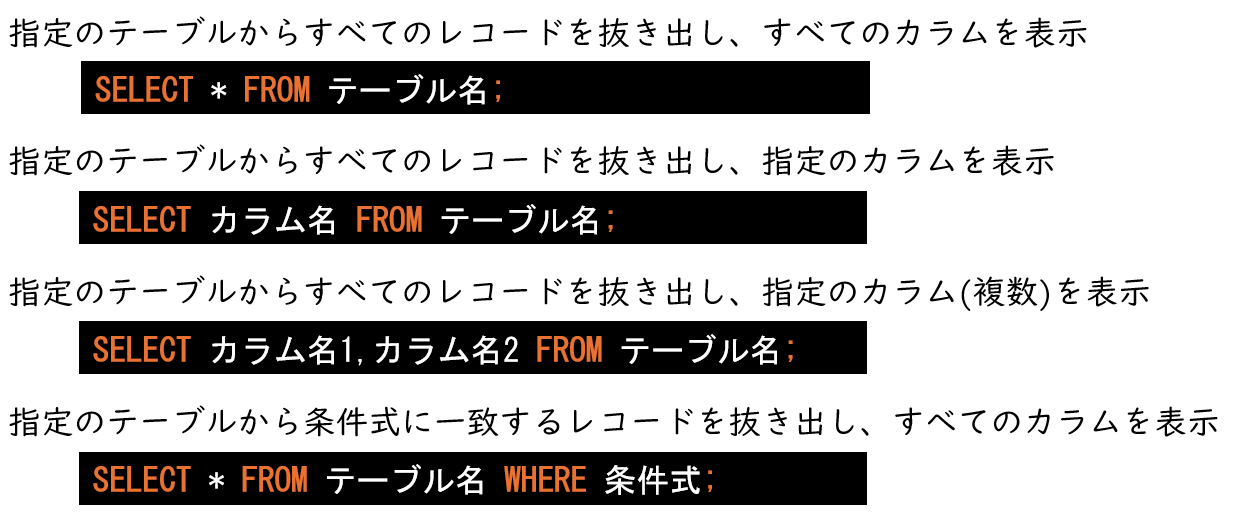 指定のテーブルからすべてのレコードを抜き出し、すべてのカラムを表示
SELECT * FROM テーブル名;
指定のテーブルからすべてのレコードを抜き出し、指定のカラムを表示
SELECT カラム名 FROM テーブル名;
指定のテーブルからすべてのレコードを抜き出し、指定のカラム(複数)を表示
SELECT カラム名1,カラム名2 FROM テーブル名;
指定のテーブルから条件式に一致するレコードを抜き出し、すべてのカラムを表示
SELECT * FROM テーブル名 WHERE 条件式;